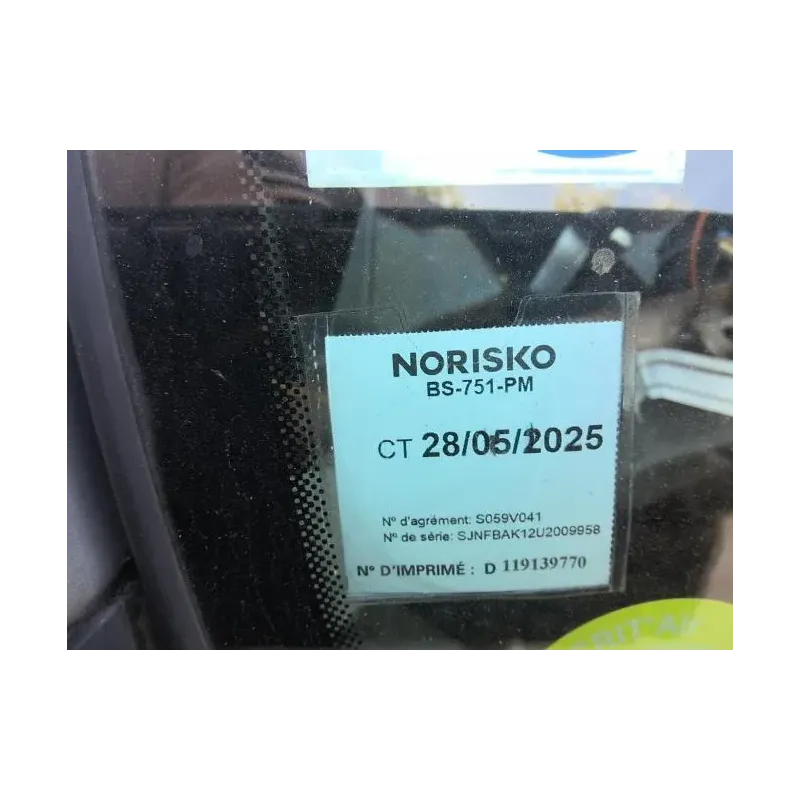 NORISKO
BS-751-PM
CT 28/05/2025
N° d'agrément: S059V041
N° de série: SJNFBAK12U2009958
N° D'IMPRIMÉ : D 119139770